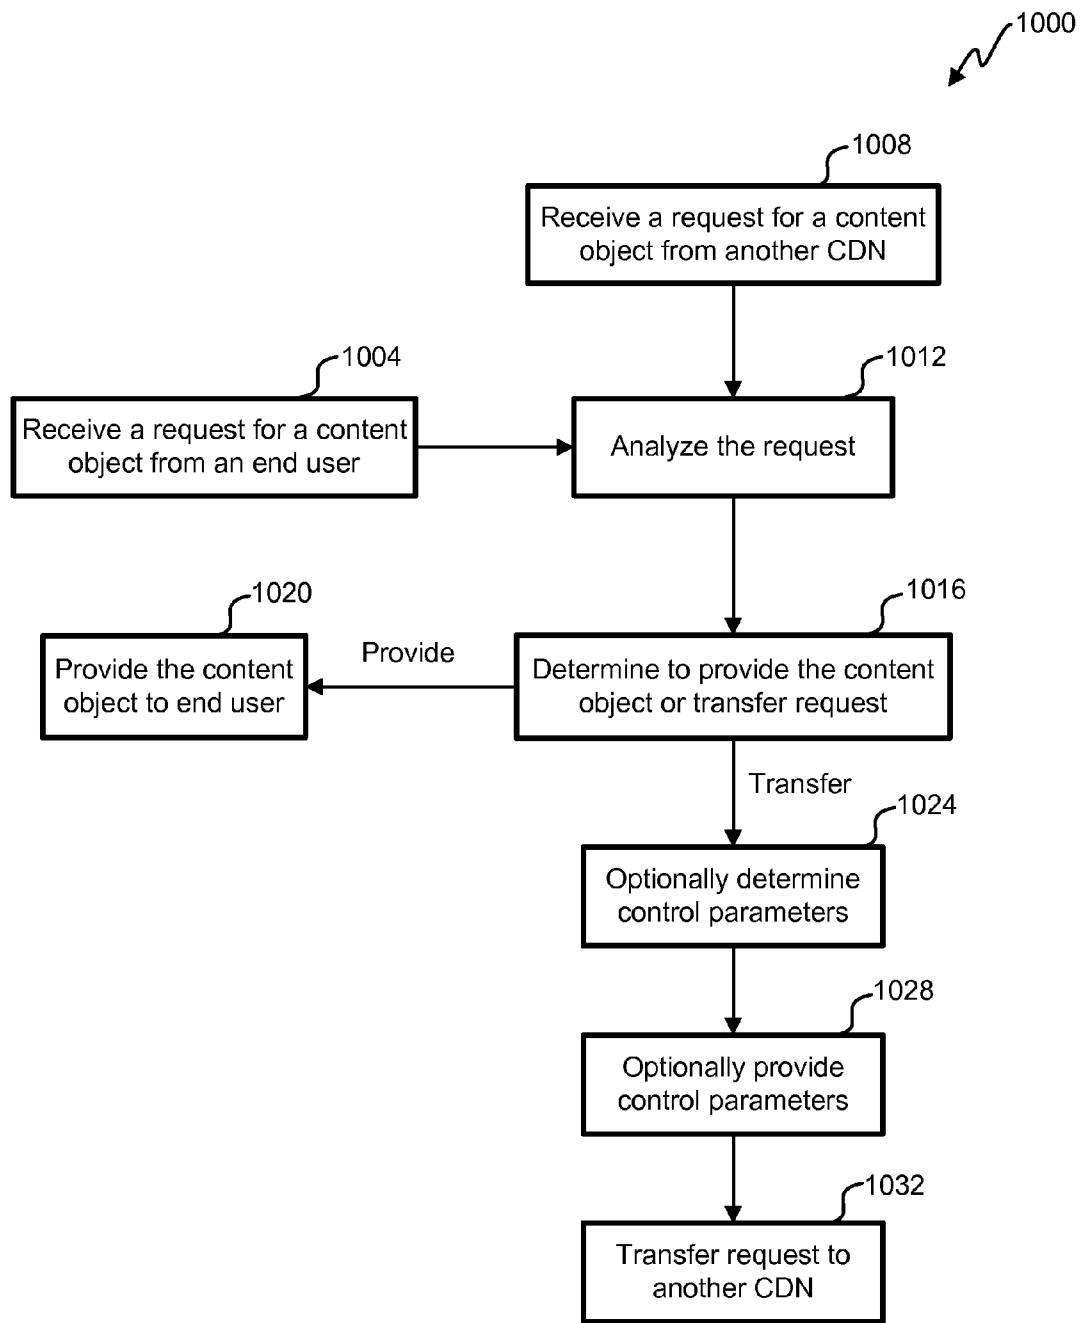 1000
1008
Receive a request for a content
object from another CDN
1004
Receive a request for a content
object from an end user
1012
Analyze the request
1020
Provide the content
object to end user
Provide
1016
Determine to provide the content
object or transfer request
Transfer
1024
Optionally determine
control parameters
1028
Optionally provide
control parameters
1032
Transfer request to
another CDN